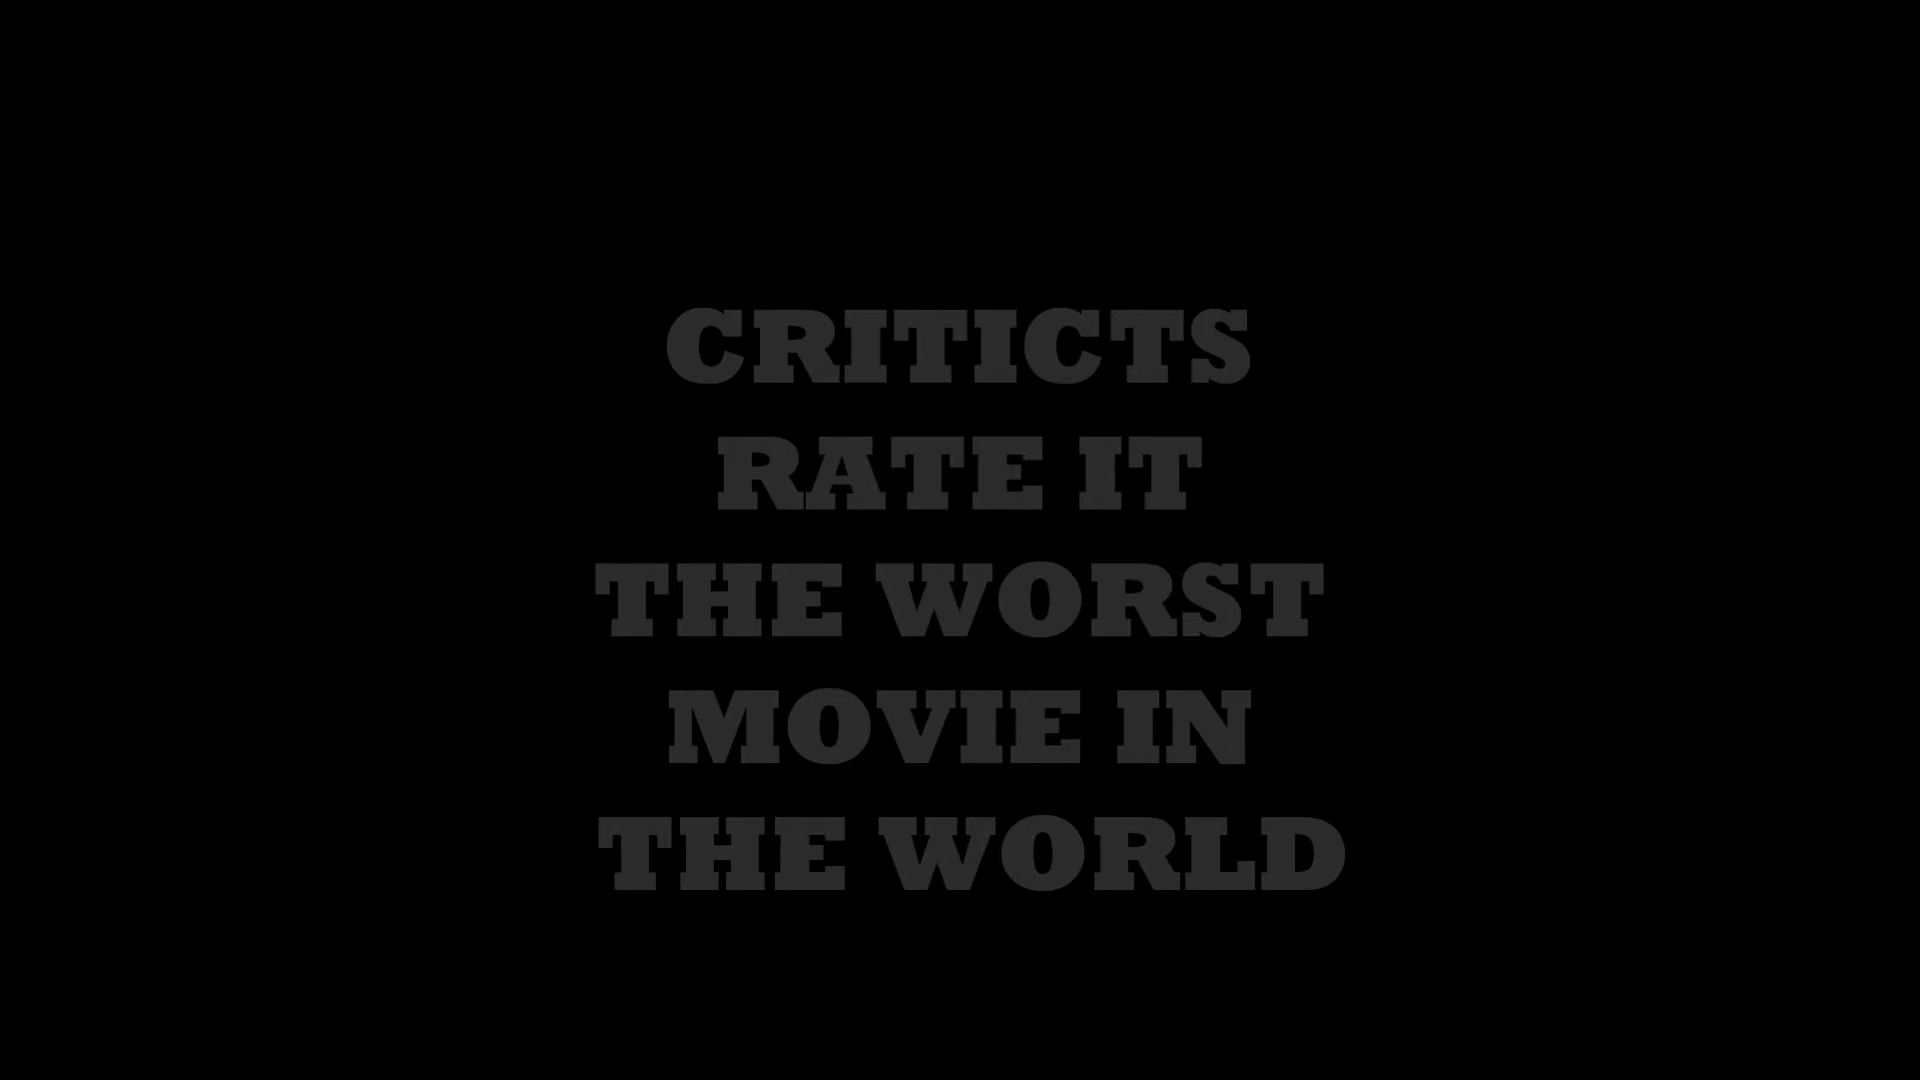 CRITICTS
RATE IT
THE WORST
MOVIE IN
THE WORLD